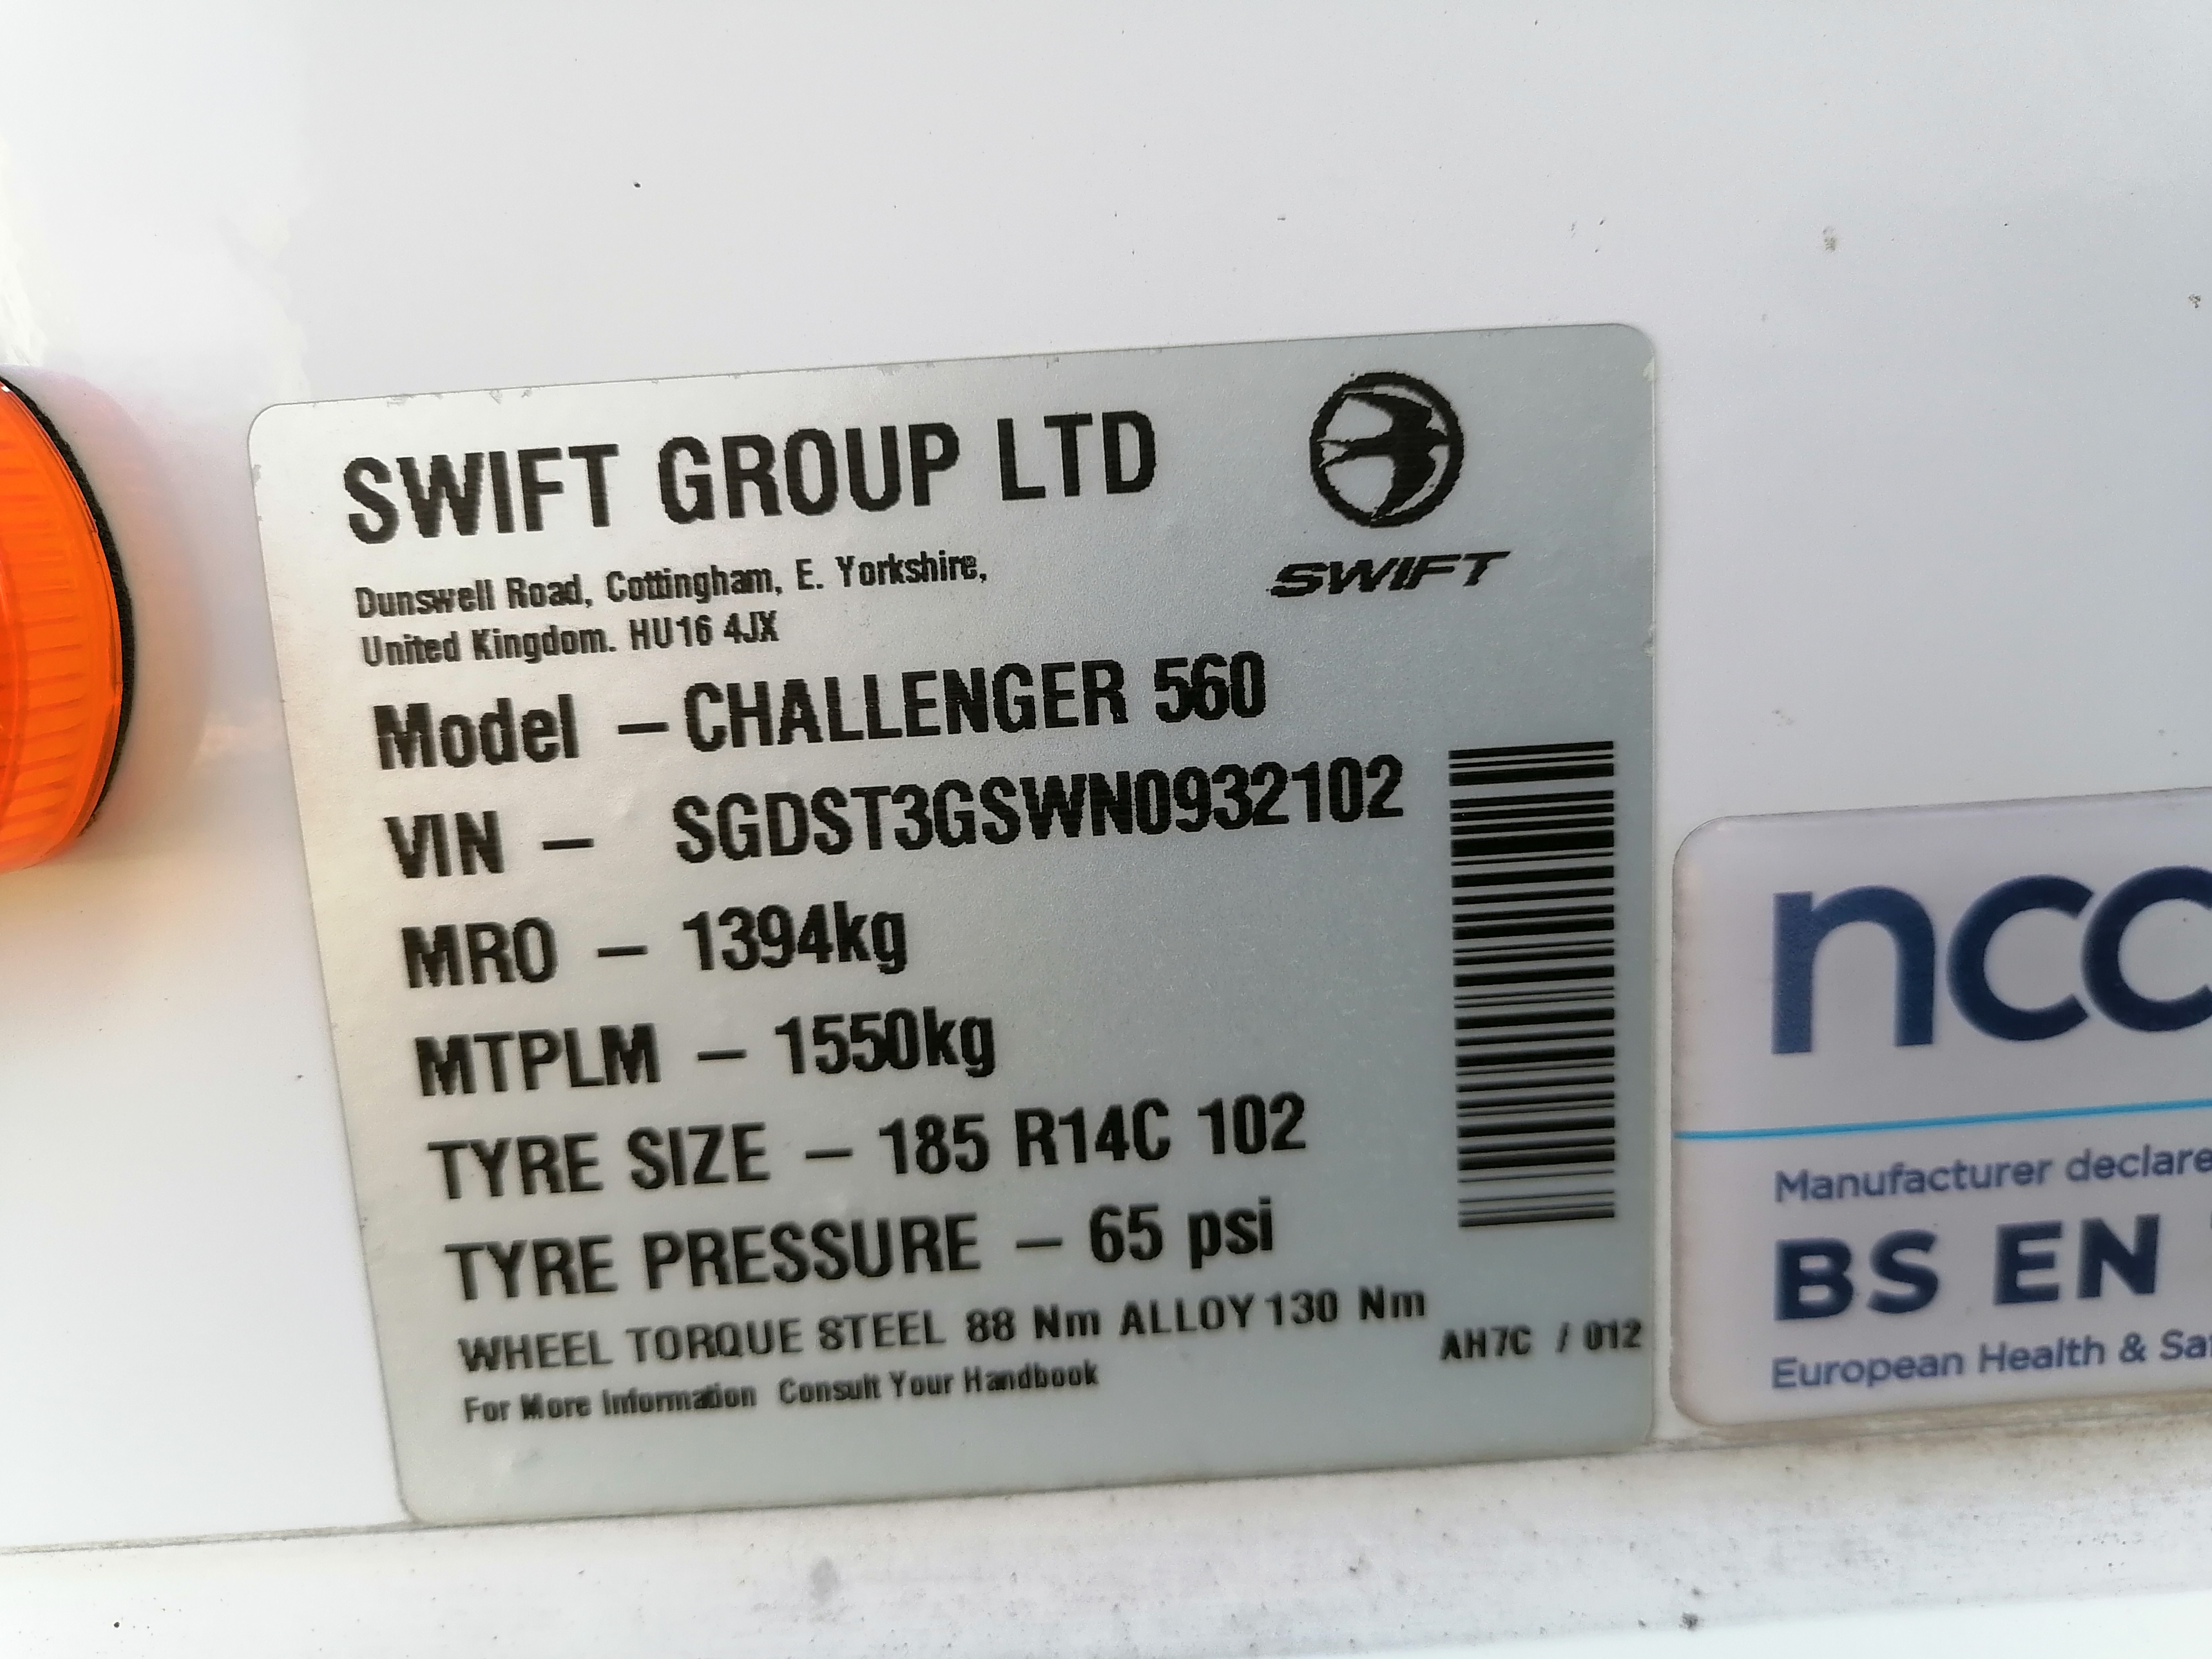 SWIFT GROUP LTD
SWIFT
Dunswell Road, Cottingham, E. Yorkshire,
United Kingdom. HU16 4JX
Model - CHALLENGER 560
VIN - SGDST3GSWN0932102
MRO - 1394kg
MTPLM - 1550kg
TYRE SIZE - 185 R14C 102
TYRE PRESSURE - 65 psi
WHEEL TORQUE STEEL 88 Nm ALLOY 130 Nm
AH7C / 012
For More Information Consult Your Handbook
ncc
Manufacturer declare
BS EN
European Health & Saf